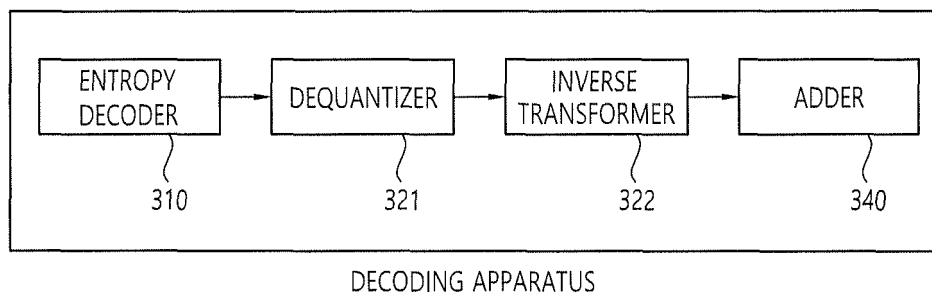 ENTROPY
DECODER
DEQUANTIZER
INVERSE
TRANSFORMER
ADDER
310
321
322
340
DECODING APPARATUS